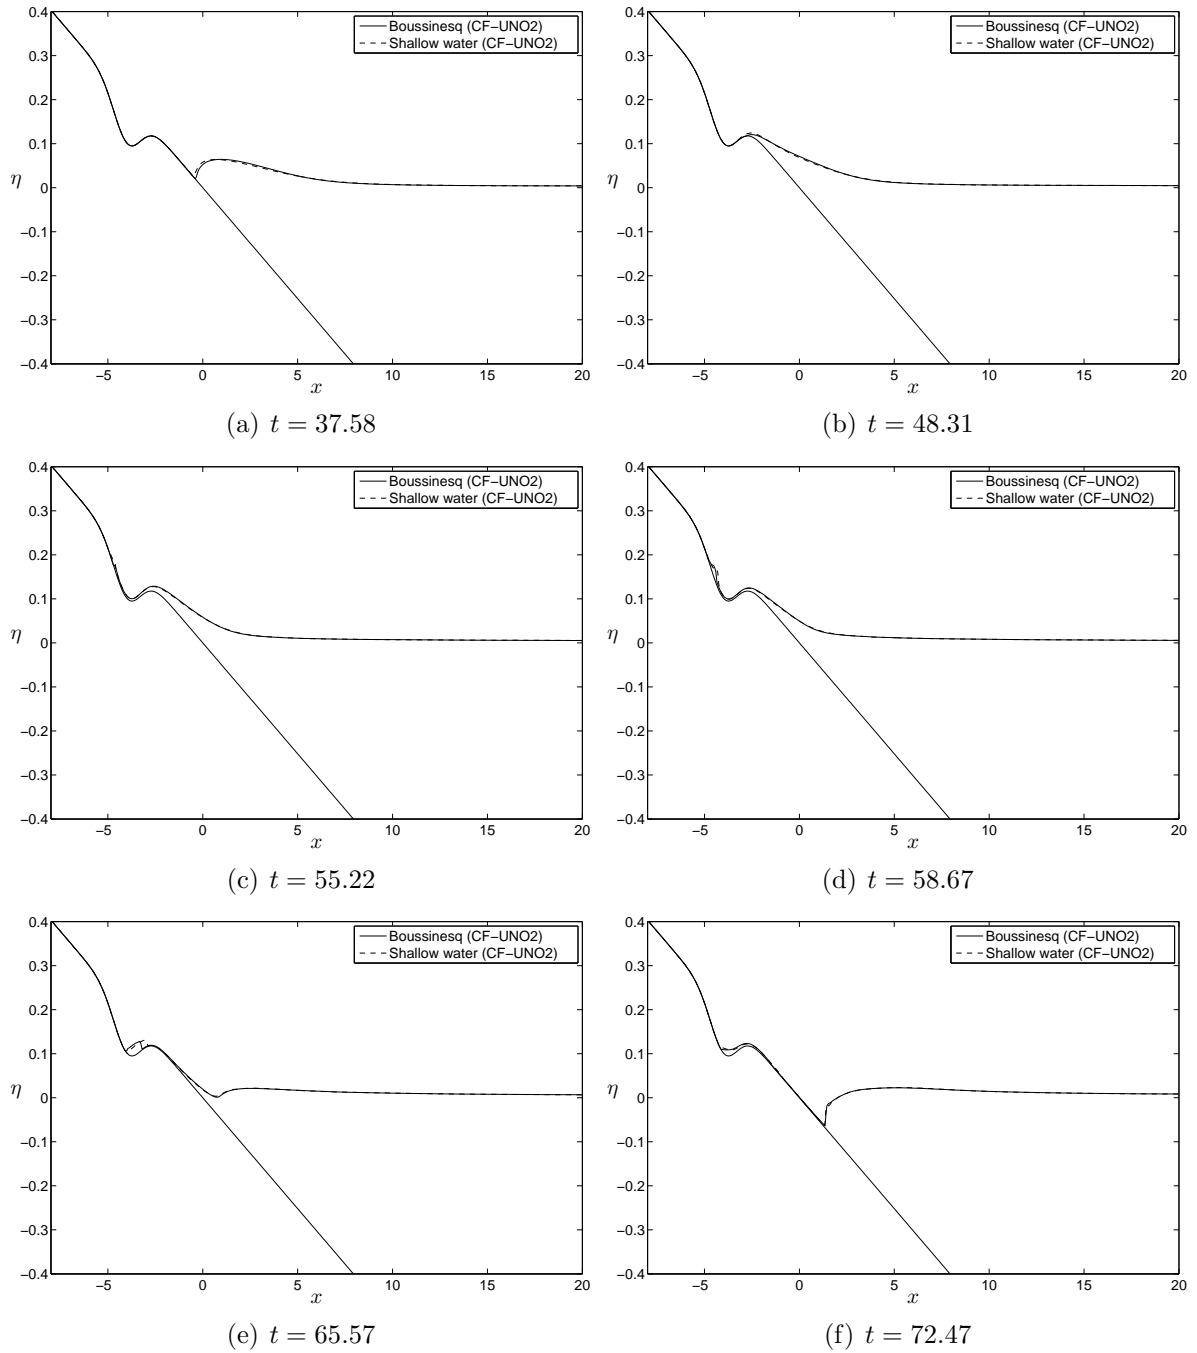 0.4
0.3
0.2
0.1
0
−0.1
−0.2
−0.3
−0.4
η
−5 0 5 10 15 20
x
Boussinesq (CF−UNO2)
Shallow water (CF−UNO2)
(a) t = 37.58
0.4
0.3
0.2
0.1
0
−0.1
−0.2
−0.3
−0.4
η
−5 0 5 10 15 20
x
Boussinesq (CF−UNO2)
Shallow water (CF−UNO2)
(b) t = 48.31
0.4
0.3
0.2
0.1
0
−0.1
−0.2
−0.3
−0.4
η
−5 0 5 10 15 20
x
Boussinesq (CF−UNO2)
Shallow water (CF−UNO2)
(c) t = 55.22
0.4
0.3
0.2
0.1
0
−0.1
−0.2
−0.3
−0.4
η
−5 0 5 10 15 20
x
Boussinesq (CF−UNO2)
Shallow water (CF−UNO2)
(d) t = 58.67
0.4
0.3
0.2
0.1
0
−0.1
−0.2
−0.3
−0.4
η
−5 0 5 10 15 20
x
Boussinesq (CF−UNO2)
Shallow water (CF−UNO2)
(e) t = 65.57
0.4
0.3
0.2
0.1
0
−0.1
−0.2
−0.3
−0.4
η
−5 0 5 10 15 20
x
Boussinesq (CF−UNO2)
Shallow water (CF−UNO2)
(f) t = 72.47